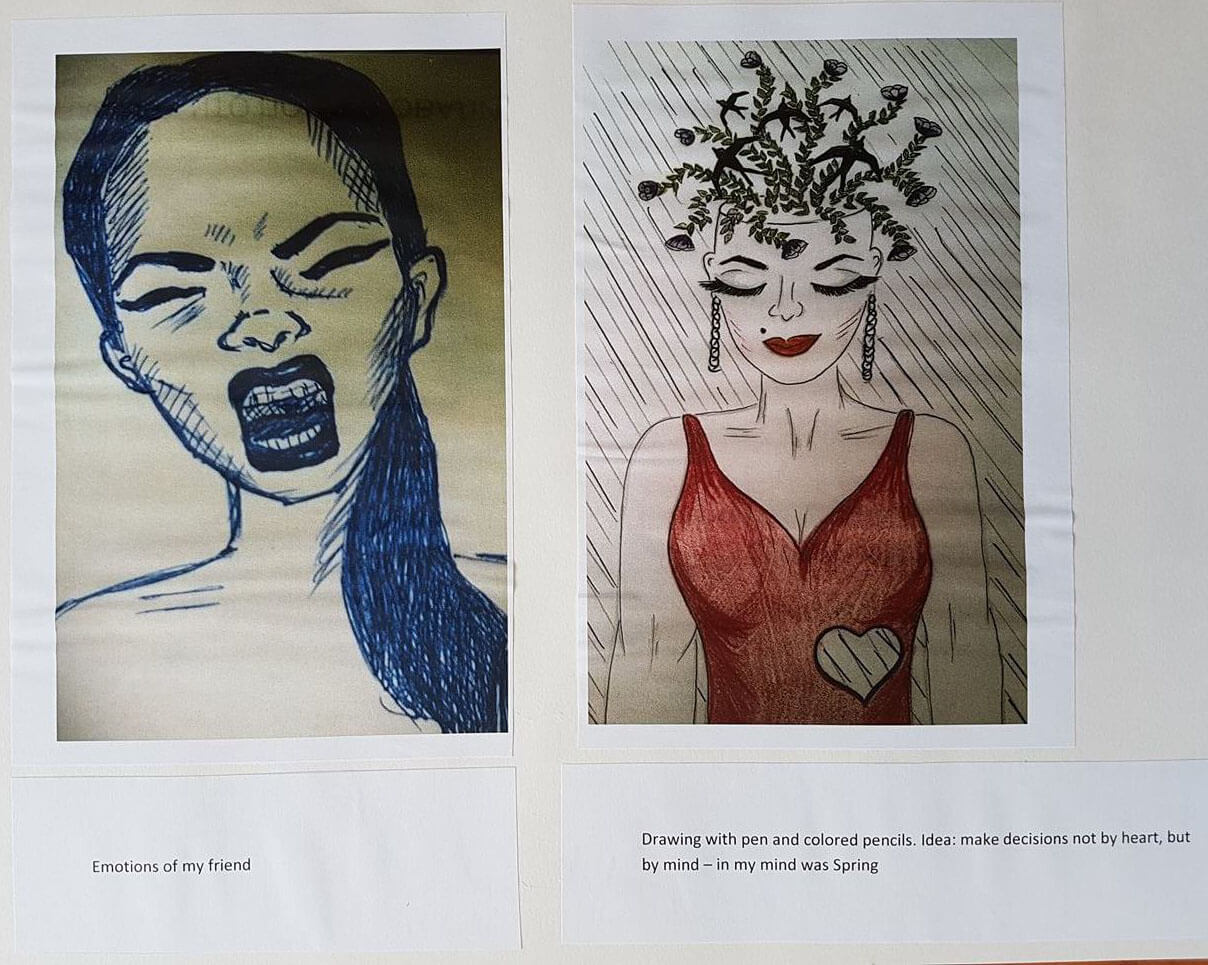 Emotions of my friend
Drawing with pen and colored pencils. Idea: make decisions not by heart, but
by mind – in my mind was Spring